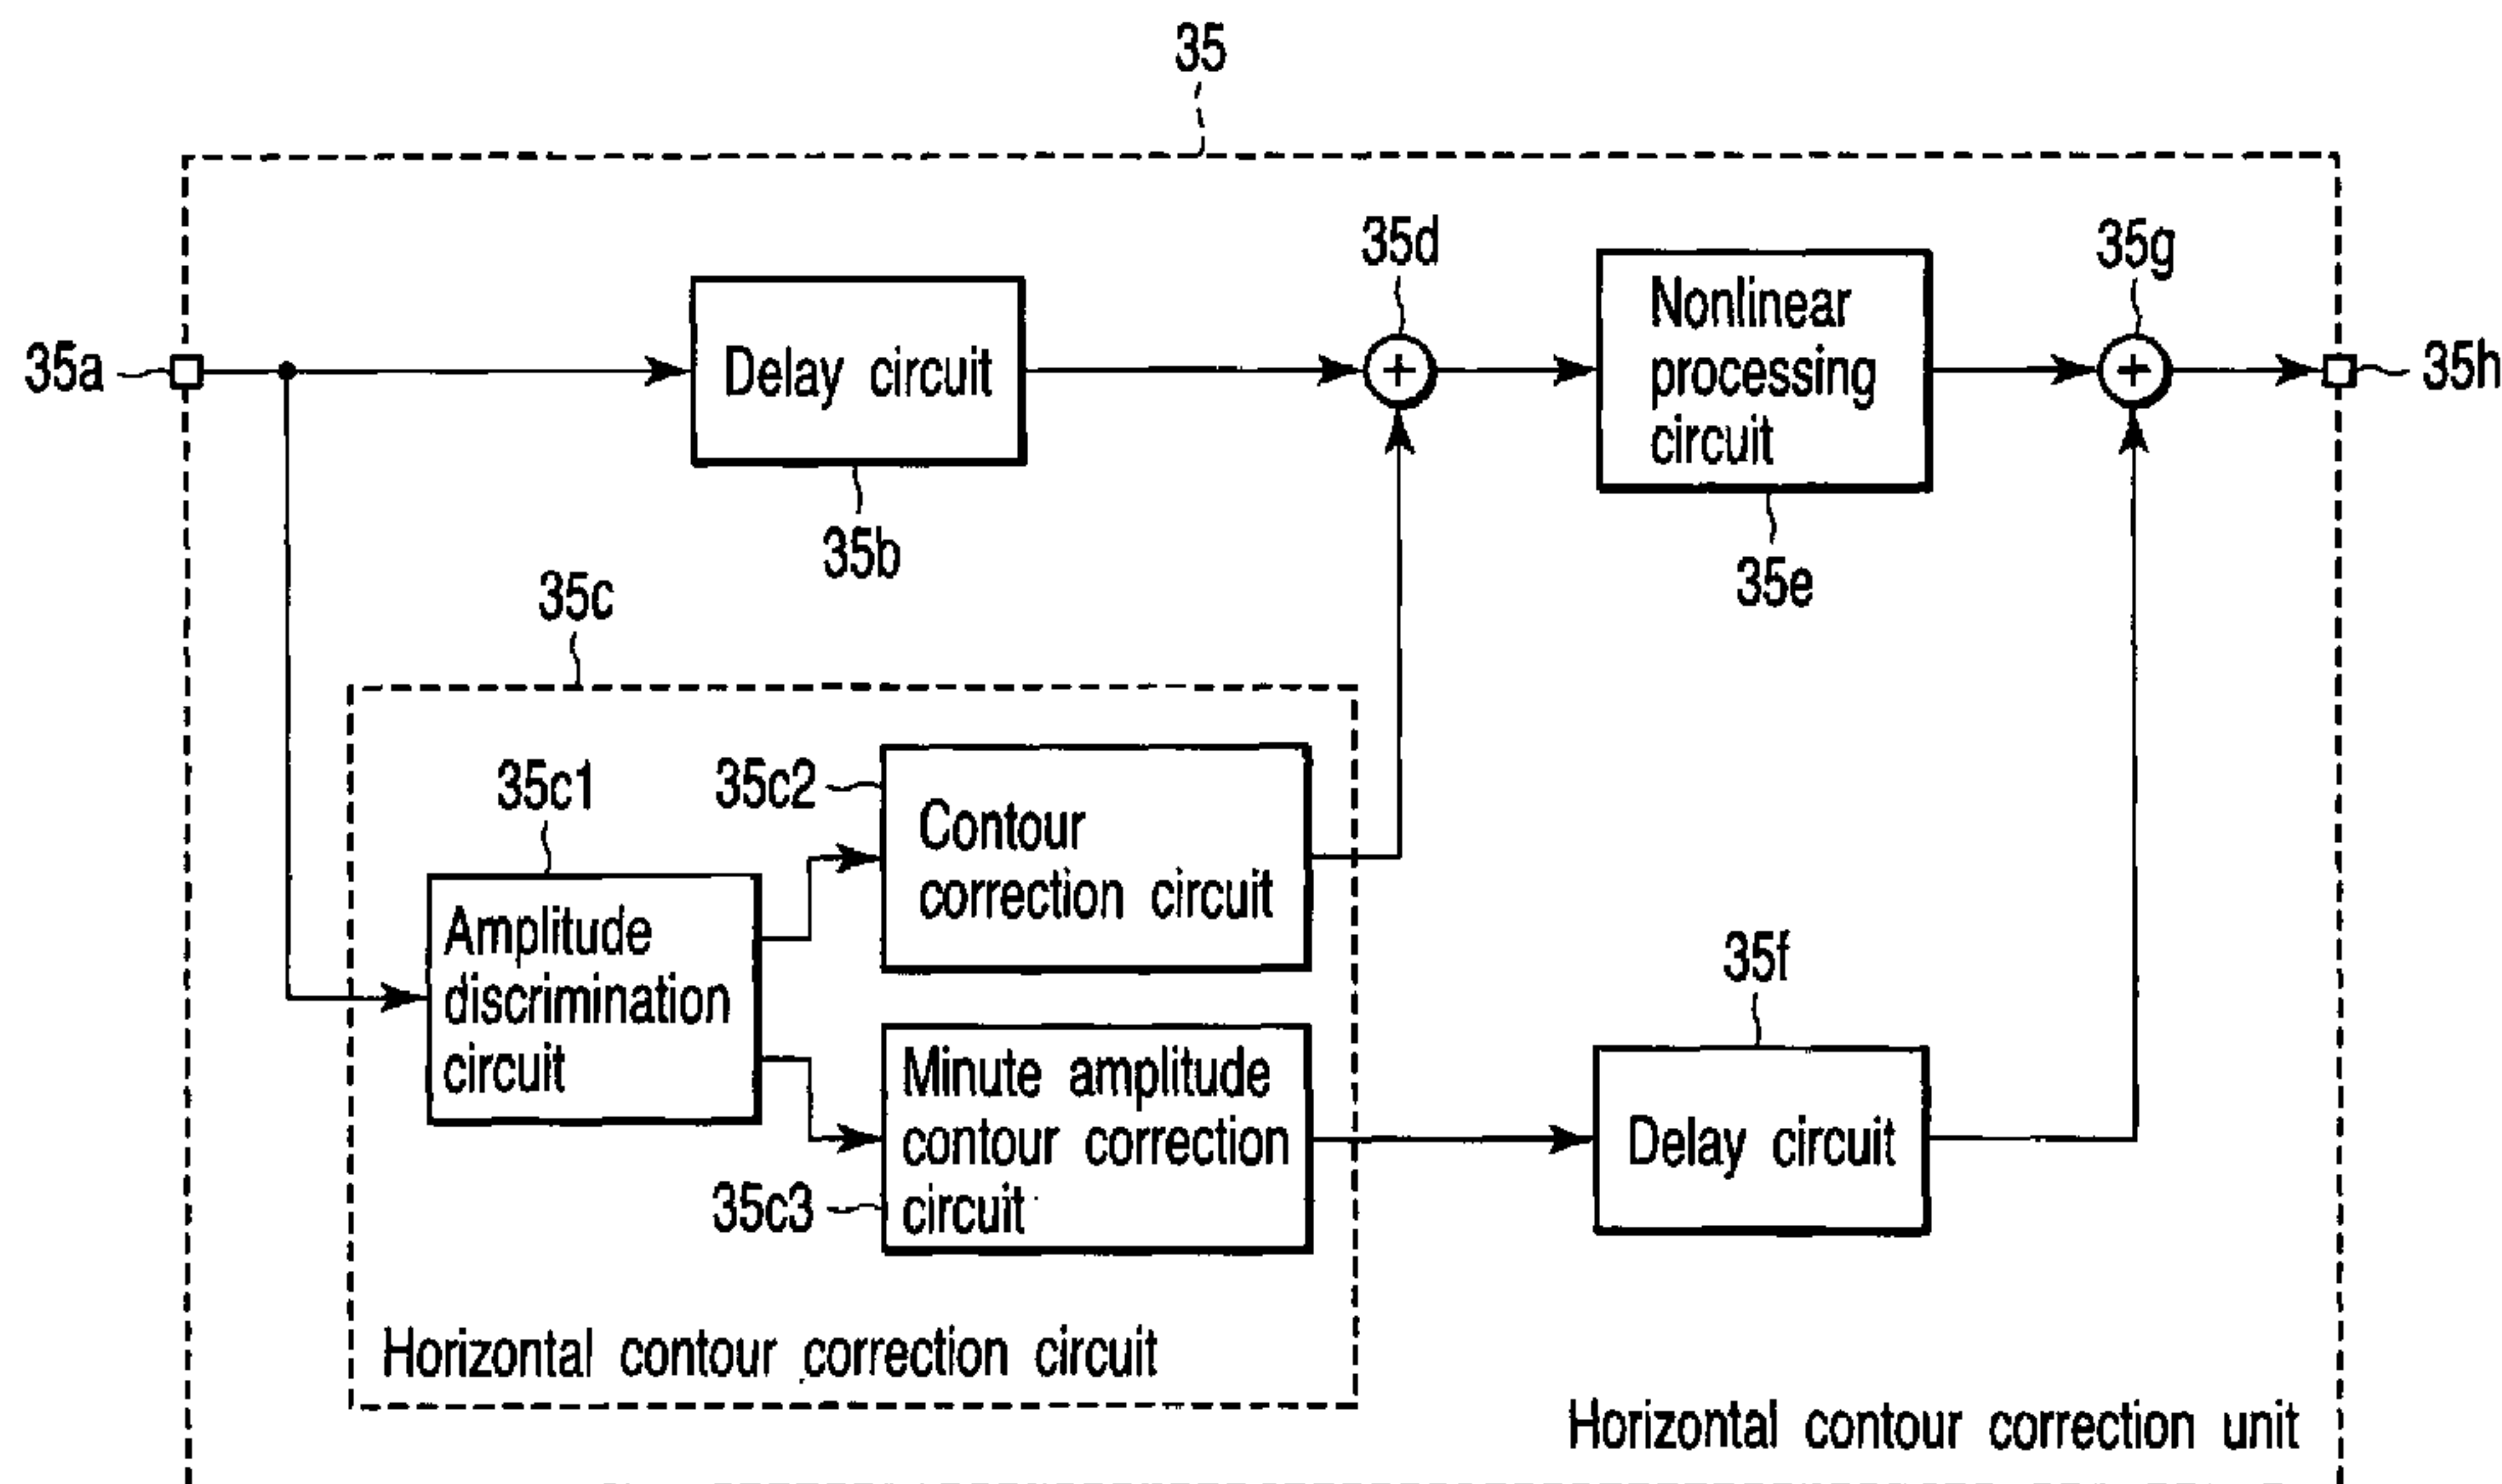 35
35d
35g
35a
Delay circuit
Nonlinear
processing
circuit
35h
35b
35e
35c
35c1
35c2
Contour
correction circuit
Amplitude
discrimination
circuit
35f
Minute amplitude
contour correction
circuit
35c3
Delay circuit
Horizontal contour correction circuit
Horizontal contour correction unit